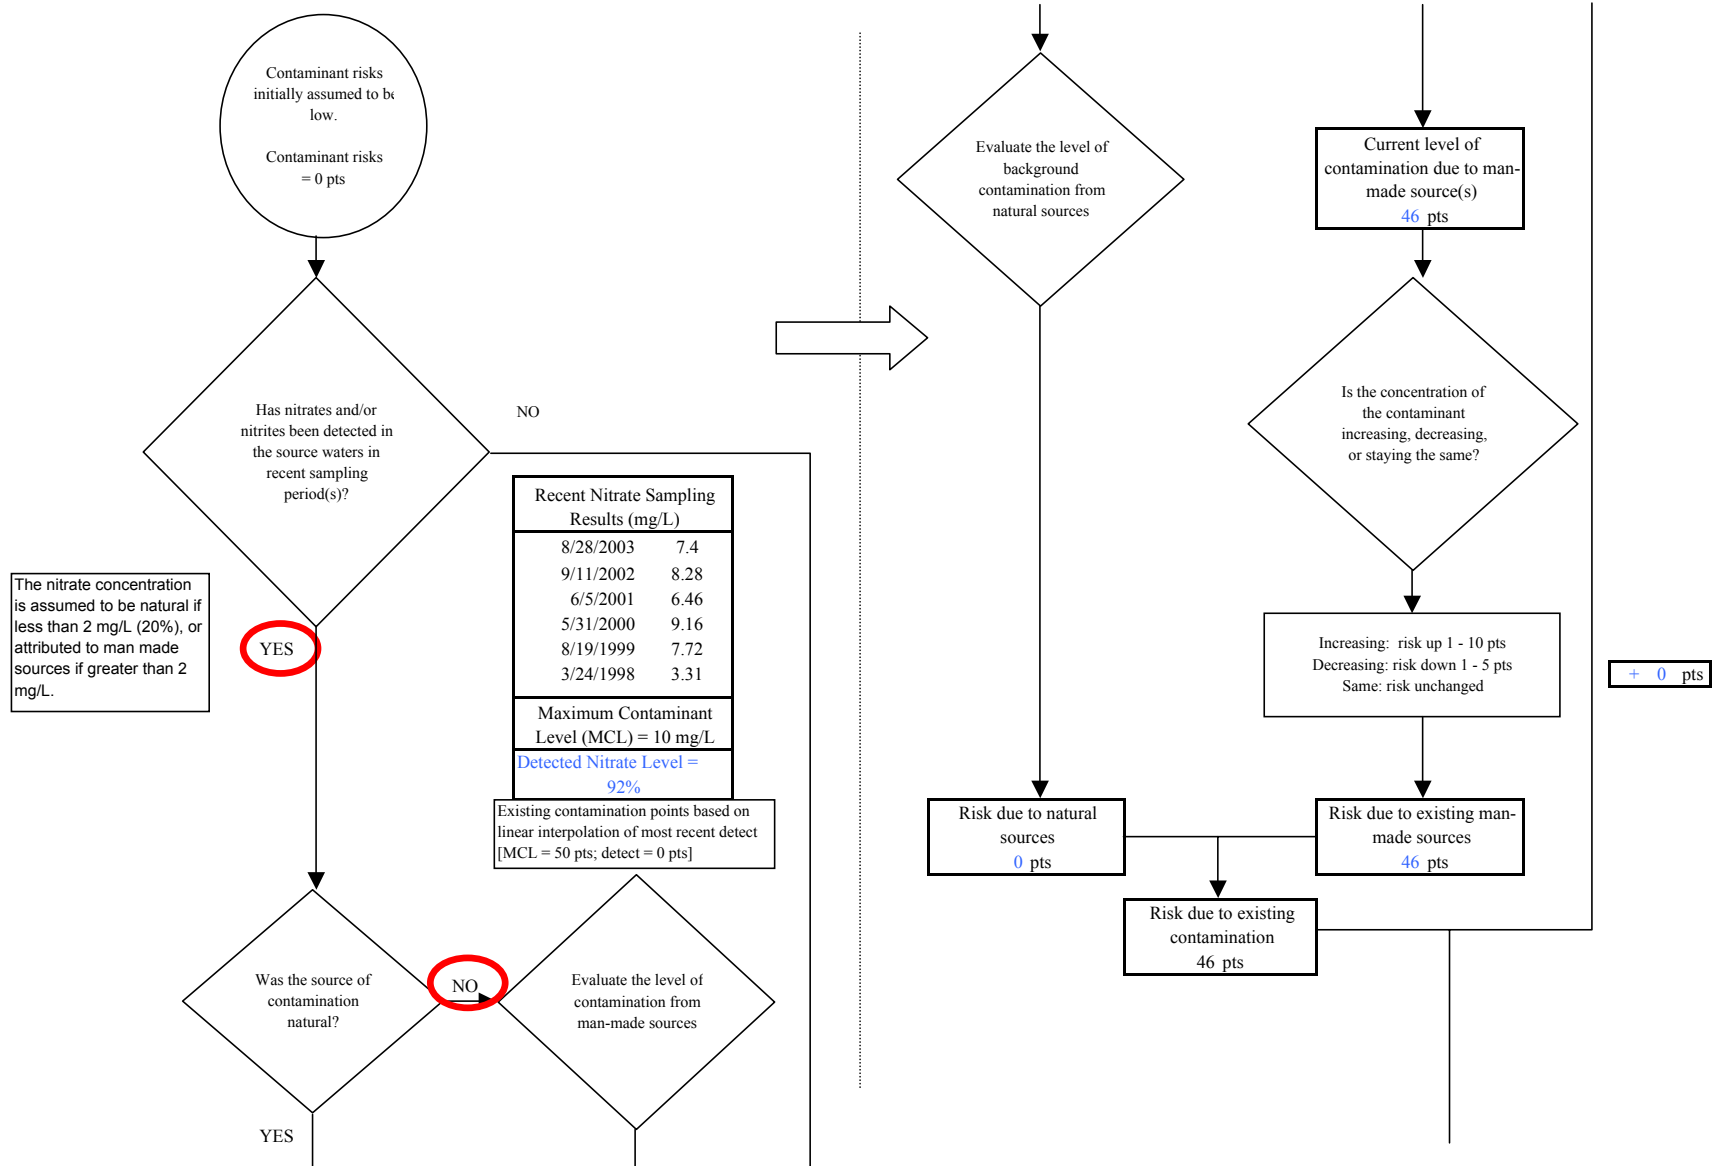 Contaminant risks
initially assumed to be
low.
Contaminant risks
= 0 pts
Has nitrates and/or
nitrites been detected in
the source waters in
recent sampling
period(s)?
NO
The nitrate concentration
is assumed to be natural if
less than 2 mg/L (20%), or
attributed to man made
sources if greater than 2
mg/L.
YES
Recent Nitrate Sampling
Results (mg/L)
8/28/2003 7.4
9/11/2002 8.28
6/5/2001 6.46
5/31/2000 9.16
8/19/1999 7.72
3/24/1998 3.31
Maximum Contaminant
Level (MCL) = 10 mg/L
Detected Nitrate Level =
92%
Existing contamination points based on
linear interpolation of most recent detect
[MCL = 50 pts; detect = 0 pts]
Was the source of
contamination
natural?
NO
Evaluate the level of
contamination from
man-made sources
YES
Evaluate the level of
background
contamination from
natural sources
Current level of
contamination due to man-
made source(s)
46 pts
Is the concentration of
the contaminant
increasing, decreasing,
or staying the same?
Increasing: risk up 1 - 10 pts
Decreasing: risk down 1 - 5 pts
Same: risk unchanged
+ 0 pts
Risk due to natural
sources
0 pts
Risk due to existing man-
made sources
46 pts
Risk due to existing
contamination
46 pts